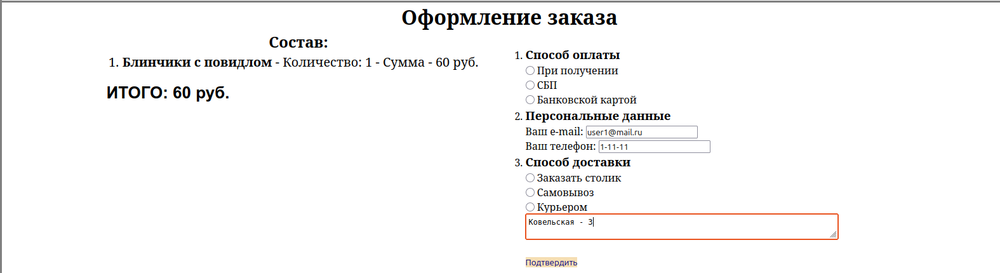 Оформление заказа
Состав:
1. Блинчики с повидлом - Количество: 1 - Сумма - 60 руб.
ИТОГО: 60 руб.
1. Способ оплаты
При получении
СБП
Банковской картой
2. Персональные данные
Ваш e-mail: user1@mail.ru
Ваш телефон: 1-11-11
3. Способ доставки
Заказать столик
Самовывоз
Курьером
Ковельская - 3
Подтвердить